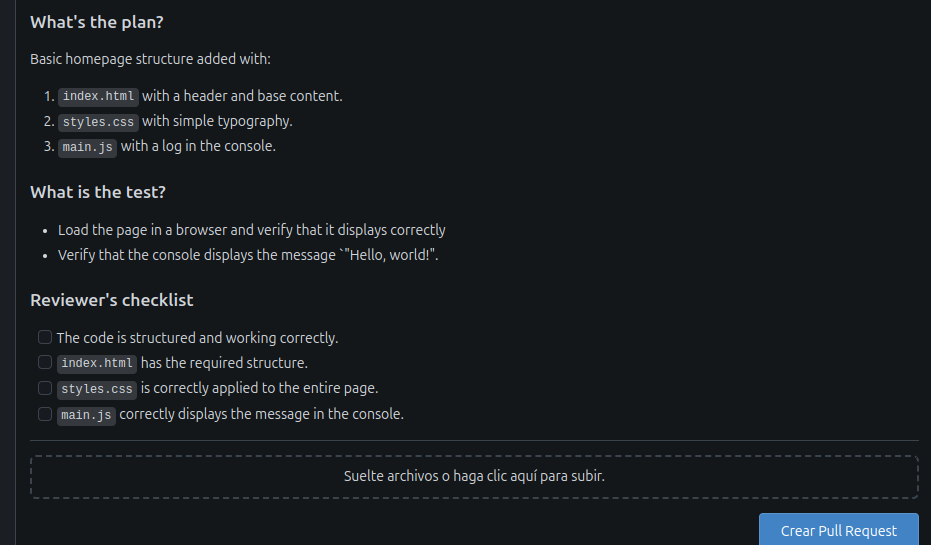 What's the plan?
Basic homepage structure added with:
1. index.html with a header and base content.
2. styles.css with simple typography.
3. main.js with a log in the console.
What is the test?
• Load the page in a browser and verify that it displays correctly
• Verify that the console displays the message `"Hello, world!".
Reviewer's checklist
The code is structured and working correctly.
index.html has the required structure.
styles.css is correctly applied to the entire page.
main.js correctly displays the message in the console.
Suelte archivos o haga clic aquí para subir.
Crear Pull Request